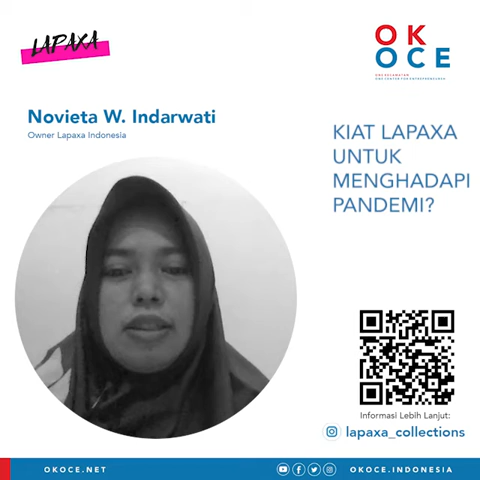 LAPAXA
OK
OCE
Novieta W. Indarwati
Owner Lapaxa Indonesia
KIAT LAPAXA
UNTUK
MENGHADAPI
PANDEMI?
Informasi Lebih Lanjut:
lapaxa_collections
OKOCE.NET
OKOCE.INDONESIA